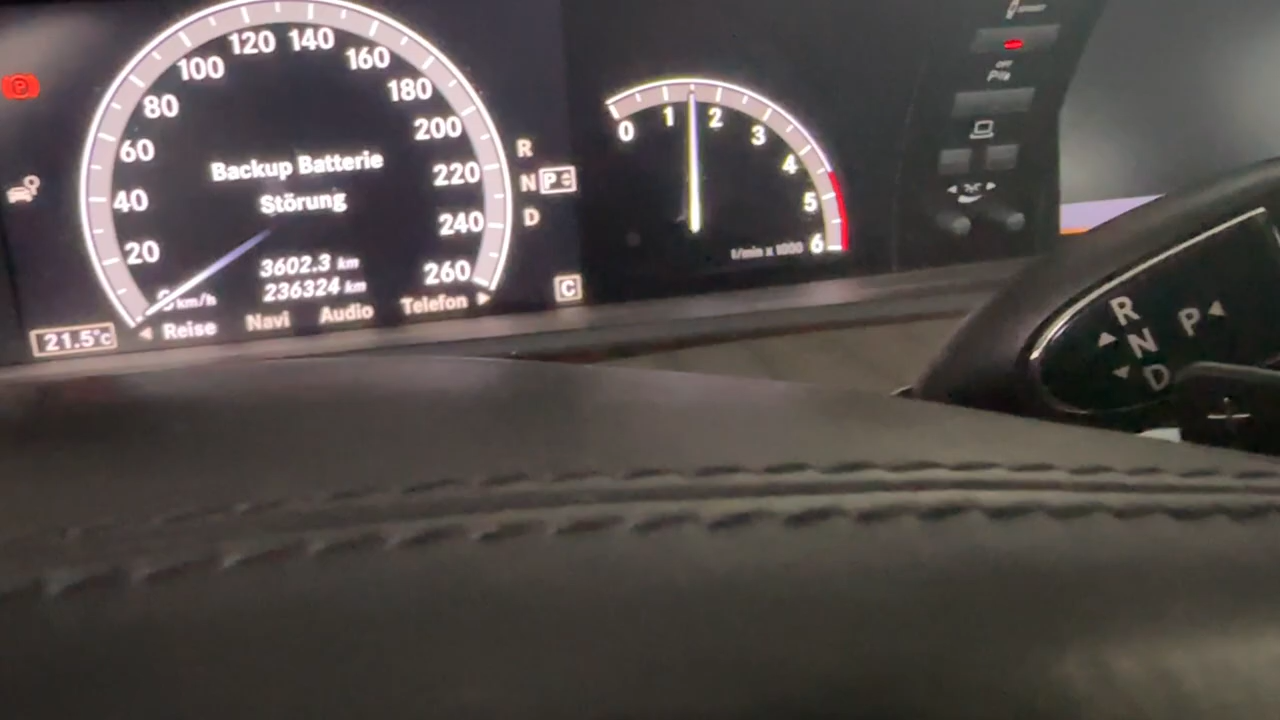 120 140
100 160
80 180
60 200
40 220
20 240
260
Backup Batterie
Störung
3602.3 km
236324 km
km/h
Reise Navi Audio Telefon
21.5°C
R
N P
D
C
0 1 2 3 4 5 6
1/min x 1000
OFF
R
N P
D
+